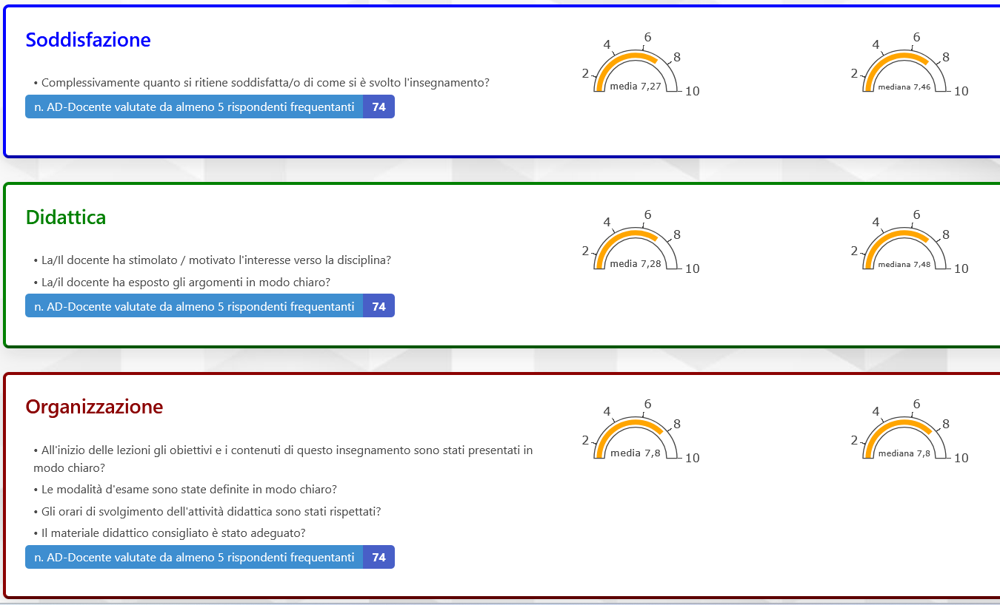 Soddisfazione
• Complessivamente quanto si ritiene soddisfatta/o di come si è svolto l'insegnamento?
n. AD-Docente valutate da almeno 5 rispondenti frequentanti 74
2 4 6 8 10
media 7,27
2 4 6 8 10
mediana 7,46
Didattica
• La/Il docente ha stimolato / motivato l'interesse verso la disciplina?
• La/il docente ha esposto gli argomenti in modo chiaro?
n. AD-Docente valutate da almeno 5 rispondenti frequentanti 74
2 4 6 8 10
media 7,28
2 4 6 8 10
mediana 7,48
Organizzazione
• All'inizio delle lezioni gli obiettivi e i contenuti di questo insegnamento sono stati presentati in
modo chiaro?
• Le modalità d'esame sono state definite in modo chiaro?
• Gli orari di svolgimento dell'attività didattica sono stati rispettati?
• Il materiale didattico consigliato è stato adeguato?
n. AD-Docente valutate da almeno 5 rispondenti frequentanti 74
2 4 6 8 10
media 7,8
2 4 6 8 10
mediana 7,8